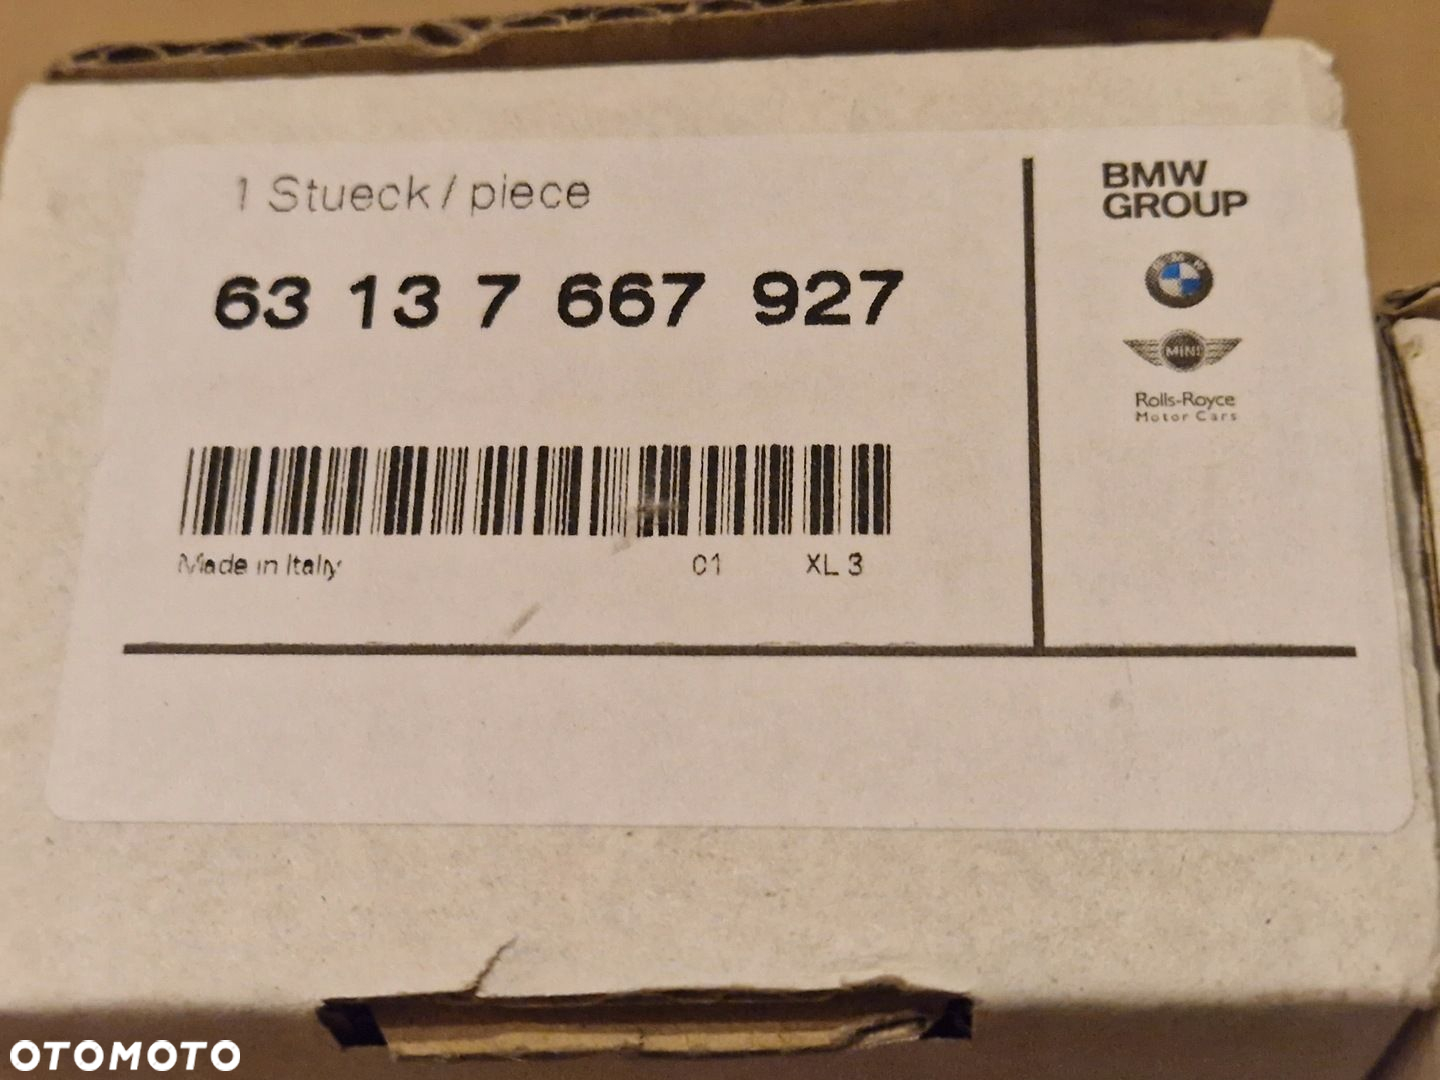 1 Stueck / piece
63 13 7 667 927
Made in Italy 01 XL 3
BMW
GROUP
BMW
MINI
Rolls-Royce
Motor Cars
OTOMOTO